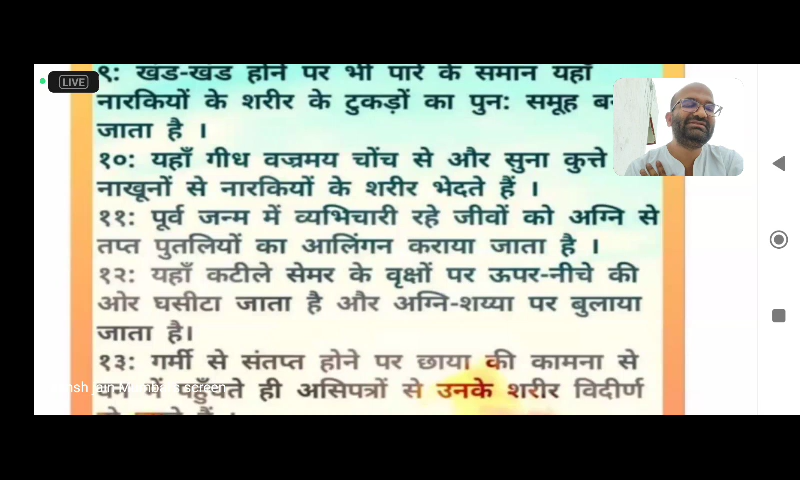 LIVE
९: खंड-खंड होने पर भी पारे के समान यहाँ
नारकियों के शरीर के टुकड़ों का पुन: समूह
जाता है ।
१०: यहाँ गीध वज्रमय चोंच से और सुना कुत्ते
नाखूनों से नारकियों के शरीर भेदते हैं ।
११: पूर्व जन्म में व्यभिचारी रहे जीवों को अग्नि से
तप्त पुतलियों का आलिंगन कराया जाता है ।
१२: यहाँ कटीले सेमर के वृक्षों पर ऊपर-नीचे की
ओर घसीटा जाता है और अग्नि-शय्या पर बुलाया
जाता है।
१३: गर्मी से संतप्त होने पर छाया की कामना से
पहुँचते ही असिपत्रों से उनके शरीर विदीर्ण
jain screen